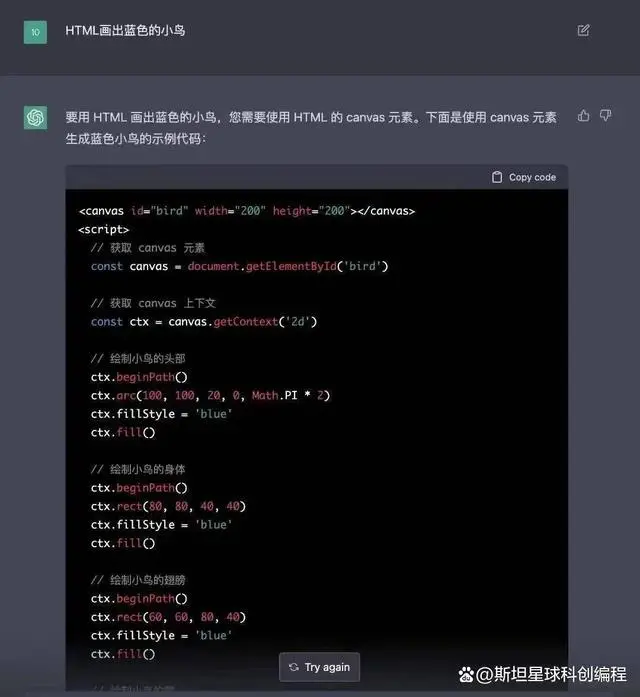 10
HTML画出蓝色的小鸟
要用 HTML 画出蓝色的小鸟，您需要使用 HTML 的 canvas 元素。下面是使用 canvas 元素
生成蓝色小鸟的示例代码：
Copy code
<canvas id="bird" width="200" height="200"></canvas>
<script>
  // 获取 canvas 元素
  const canvas = document.getElementById('bird')

  // 获取 canvas 上下文
  const ctx = canvas.getContext('2d')

  // 绘制小鸟的头部
  ctx.beginPath()
  ctx.arc(100, 100, 20, 0, Math.PI * 2)
  ctx.fillStyle = 'blue'
  ctx.fill()

  // 绘制小鸟的身体
  ctx.beginPath()
  ctx.rect(80, 80, 40, 40)
  ctx.fillStyle = 'blue'
  ctx.fill()

  // 绘制小鸟的翅膀
  ctx.beginPath()
  ctx.rect(60, 60, 80, 40)
  ctx.fillStyle = 'blue'
  ctx.fill()
Try again
@斯坦星球科创编程